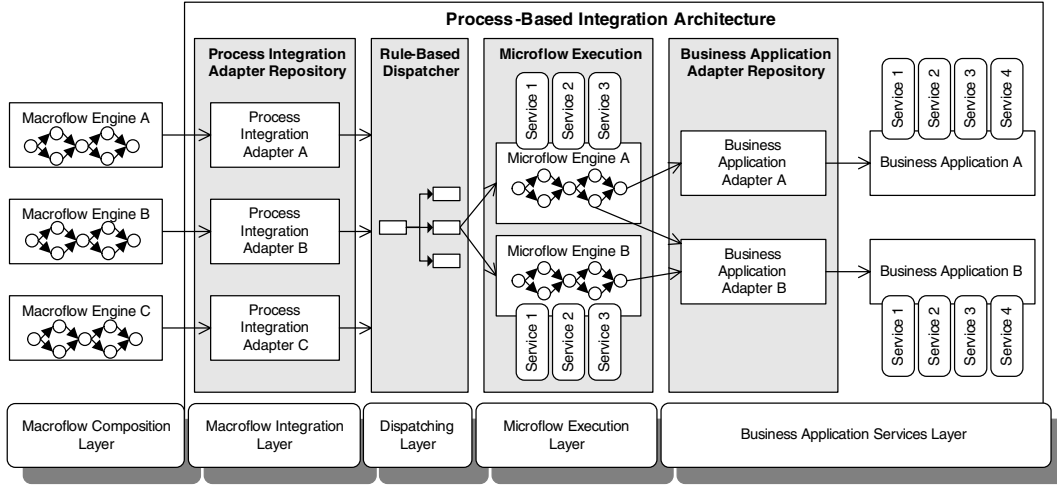 Process-Based Integration Architecture
Process Integration
Adapter Repository
Rule-Based
Dispatcher
Microflow Execution
Business Application
Adapter Repository
Macroflow Engine A
Process
Integration
Adapter A
Macroflow Engine B
Process
Integration
Adapter B
Macroflow Engine C
Process
Integration
Adapter C
Service 1
Service 2
Service 3
Microflow Engine A
Microflow Engine B
Service 1
Service 2
Service 3
Business
Application
Adapter A
Business
Application
Adapter B
Service 1
Service 2
Service 3
Service 4
Business Application A
Business Application B
Service 1
Service 2
Service 3
Service 4
Macroflow Composition
Layer
Macroflow Integration
Layer
Dispatching
Layer
Microflow Execution
Layer
Business Application Services Layer